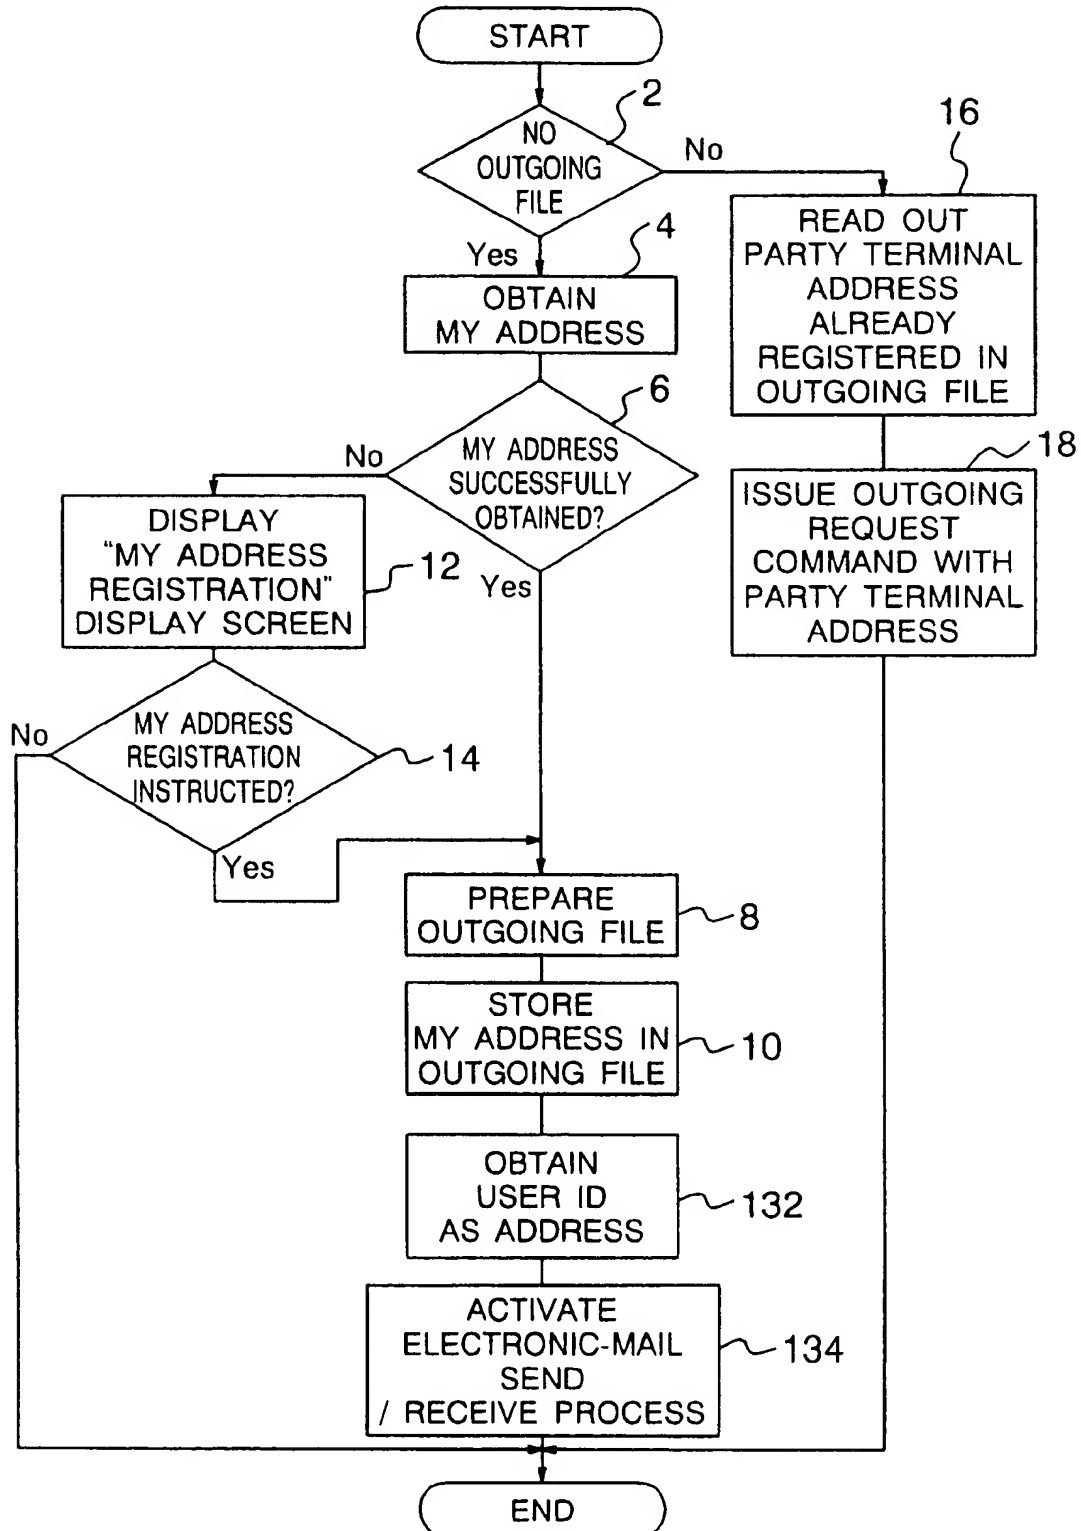 START
2
NO
OUTGOING
FILE
No
Yes
4
OBTAIN
MY ADDRESS
16
READ OUT
PARTY TERMINAL
ADDRESS
ALREADY
REGISTERED IN
OUTGOING FILE
6
MY ADDRESS
SUCCESSFULLY
OBTAINED?
No
Yes
18
ISSUE OUTGOING
REQUEST
COMMAND WITH
PARTY TERMINAL
ADDRESS
DISPLAY
"MY ADDRESS
REGISTRATION"
DISPLAY SCREEN
12
MY ADDRESS
REGISTRATION
INSTRUCTED?
No
14
Yes
PREPARE
OUTGOING FILE
8
STORE
MY ADDRESS IN
OUTGOING FILE
10
OBTAIN
USER ID
AS ADDRESS
132
ACTIVATE
ELECTRONIC-MAIL
SEND
/ RECEIVE PROCESS
134
END